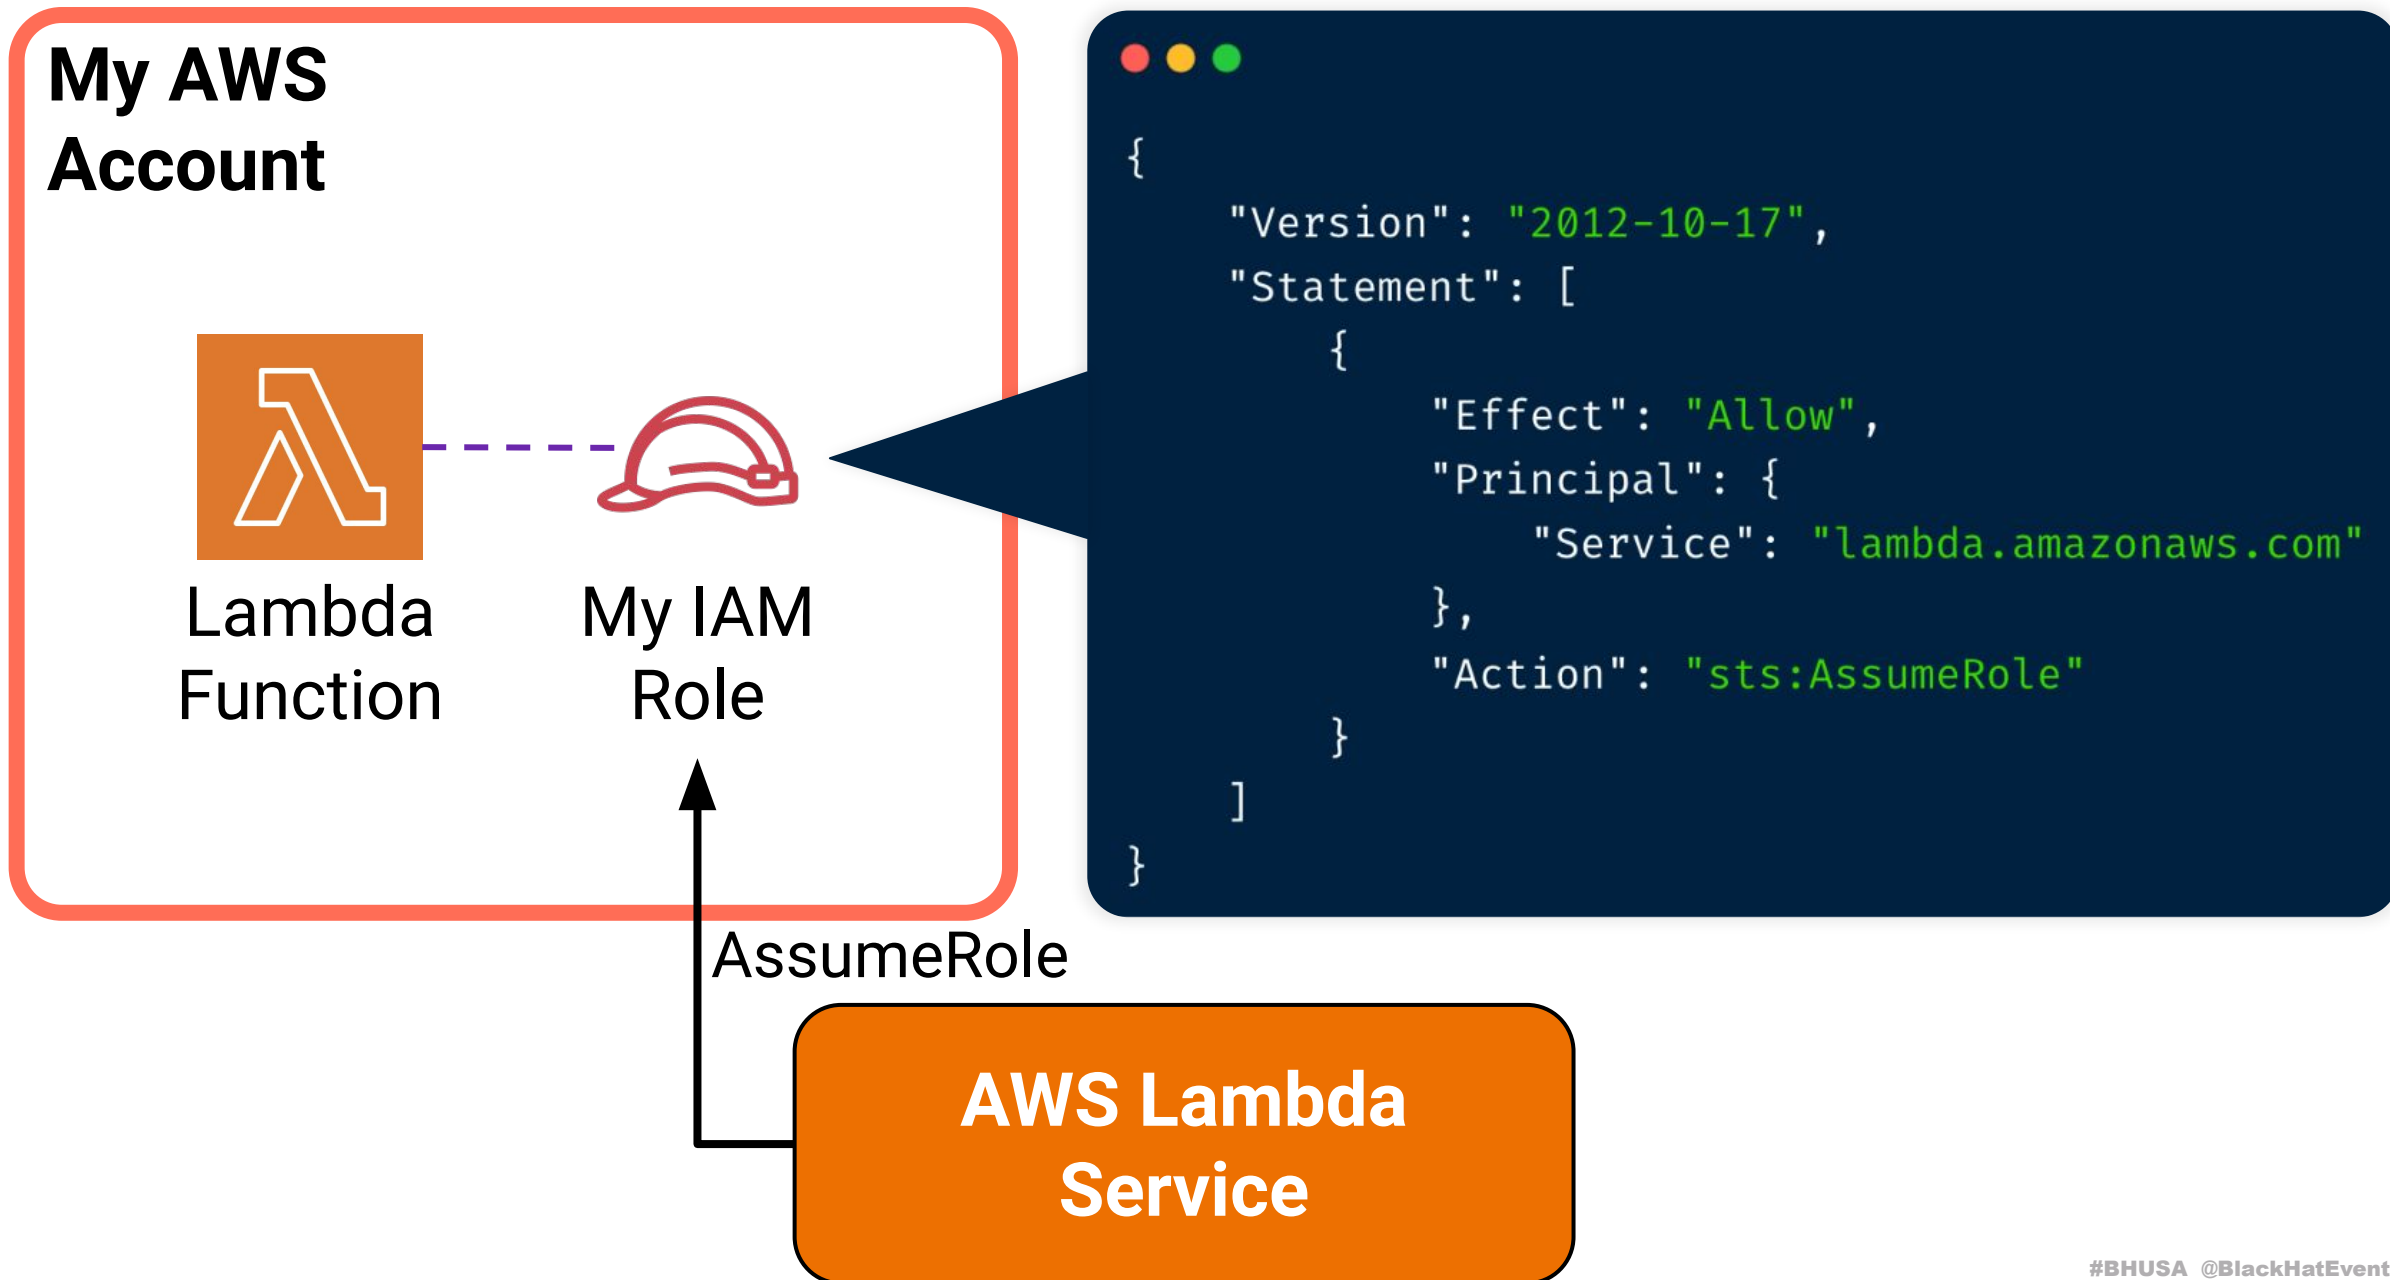 My AWS
Account
Lambda
Function
My IAM
Role
{
    "Version": "2012-10-17",
    "Statement": [
        {
            "Effect": "Allow",
            "Principal": {
                "Service": "lambda.amazonaws.com"
            },
            "Action": "sts:AssumeRole"
        }
    ]
}
AssumeRole
AWS Lambda
Service
#BHUSA @BlackHatEvent